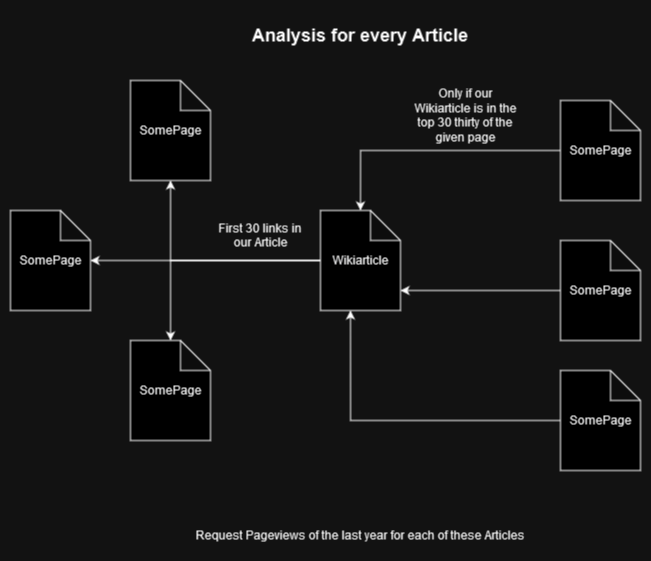 Analysis for every Article
Only if our
Wikiarticle is in the
top 30 thirty of the
given page
SomePage
SomePage
First 30 links in
our Article
SomePage
Wikiarticle
SomePage
SomePage
SomePage
Request Pageviews of the last year for each of these Articles